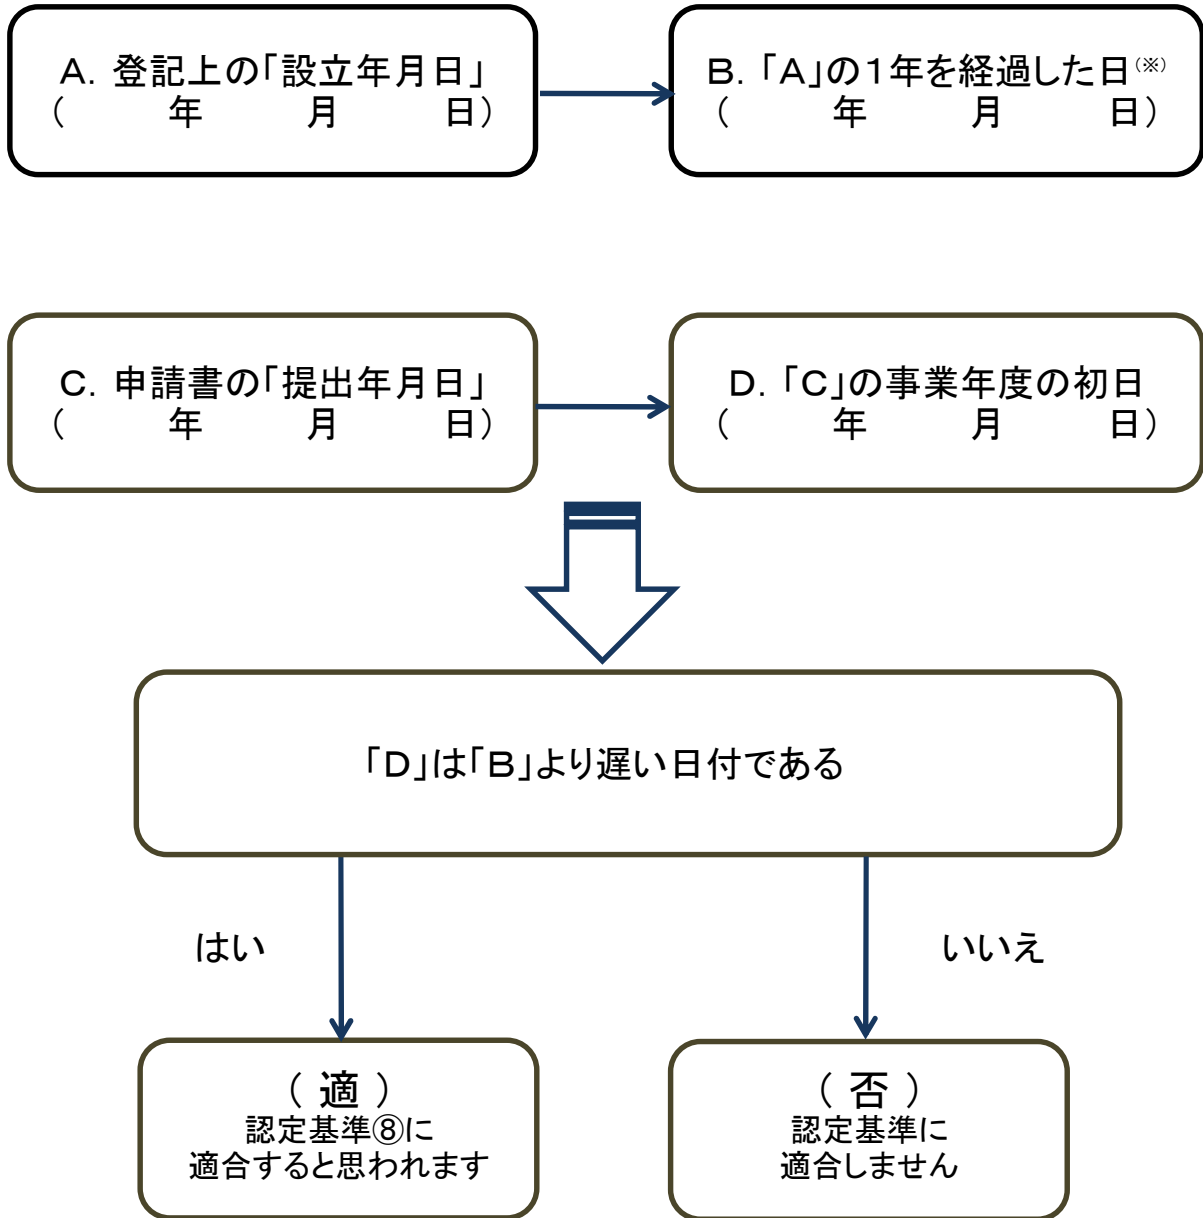 A. 登記上の「設立年月日」
( 年 月 日)
B. 「A」の1年を経過した日(※)
( 年 月 日)
C. 申請書の「提出年月日」
( 年 月 日)
D. 「C」の事業年度の初日
( 年 月 日)
「D」は「B」より遅い日付である
はい
いいえ
( 適 )
認定基準⑧に
適合すると思われます
( 否 )
認定基準に
適合しません